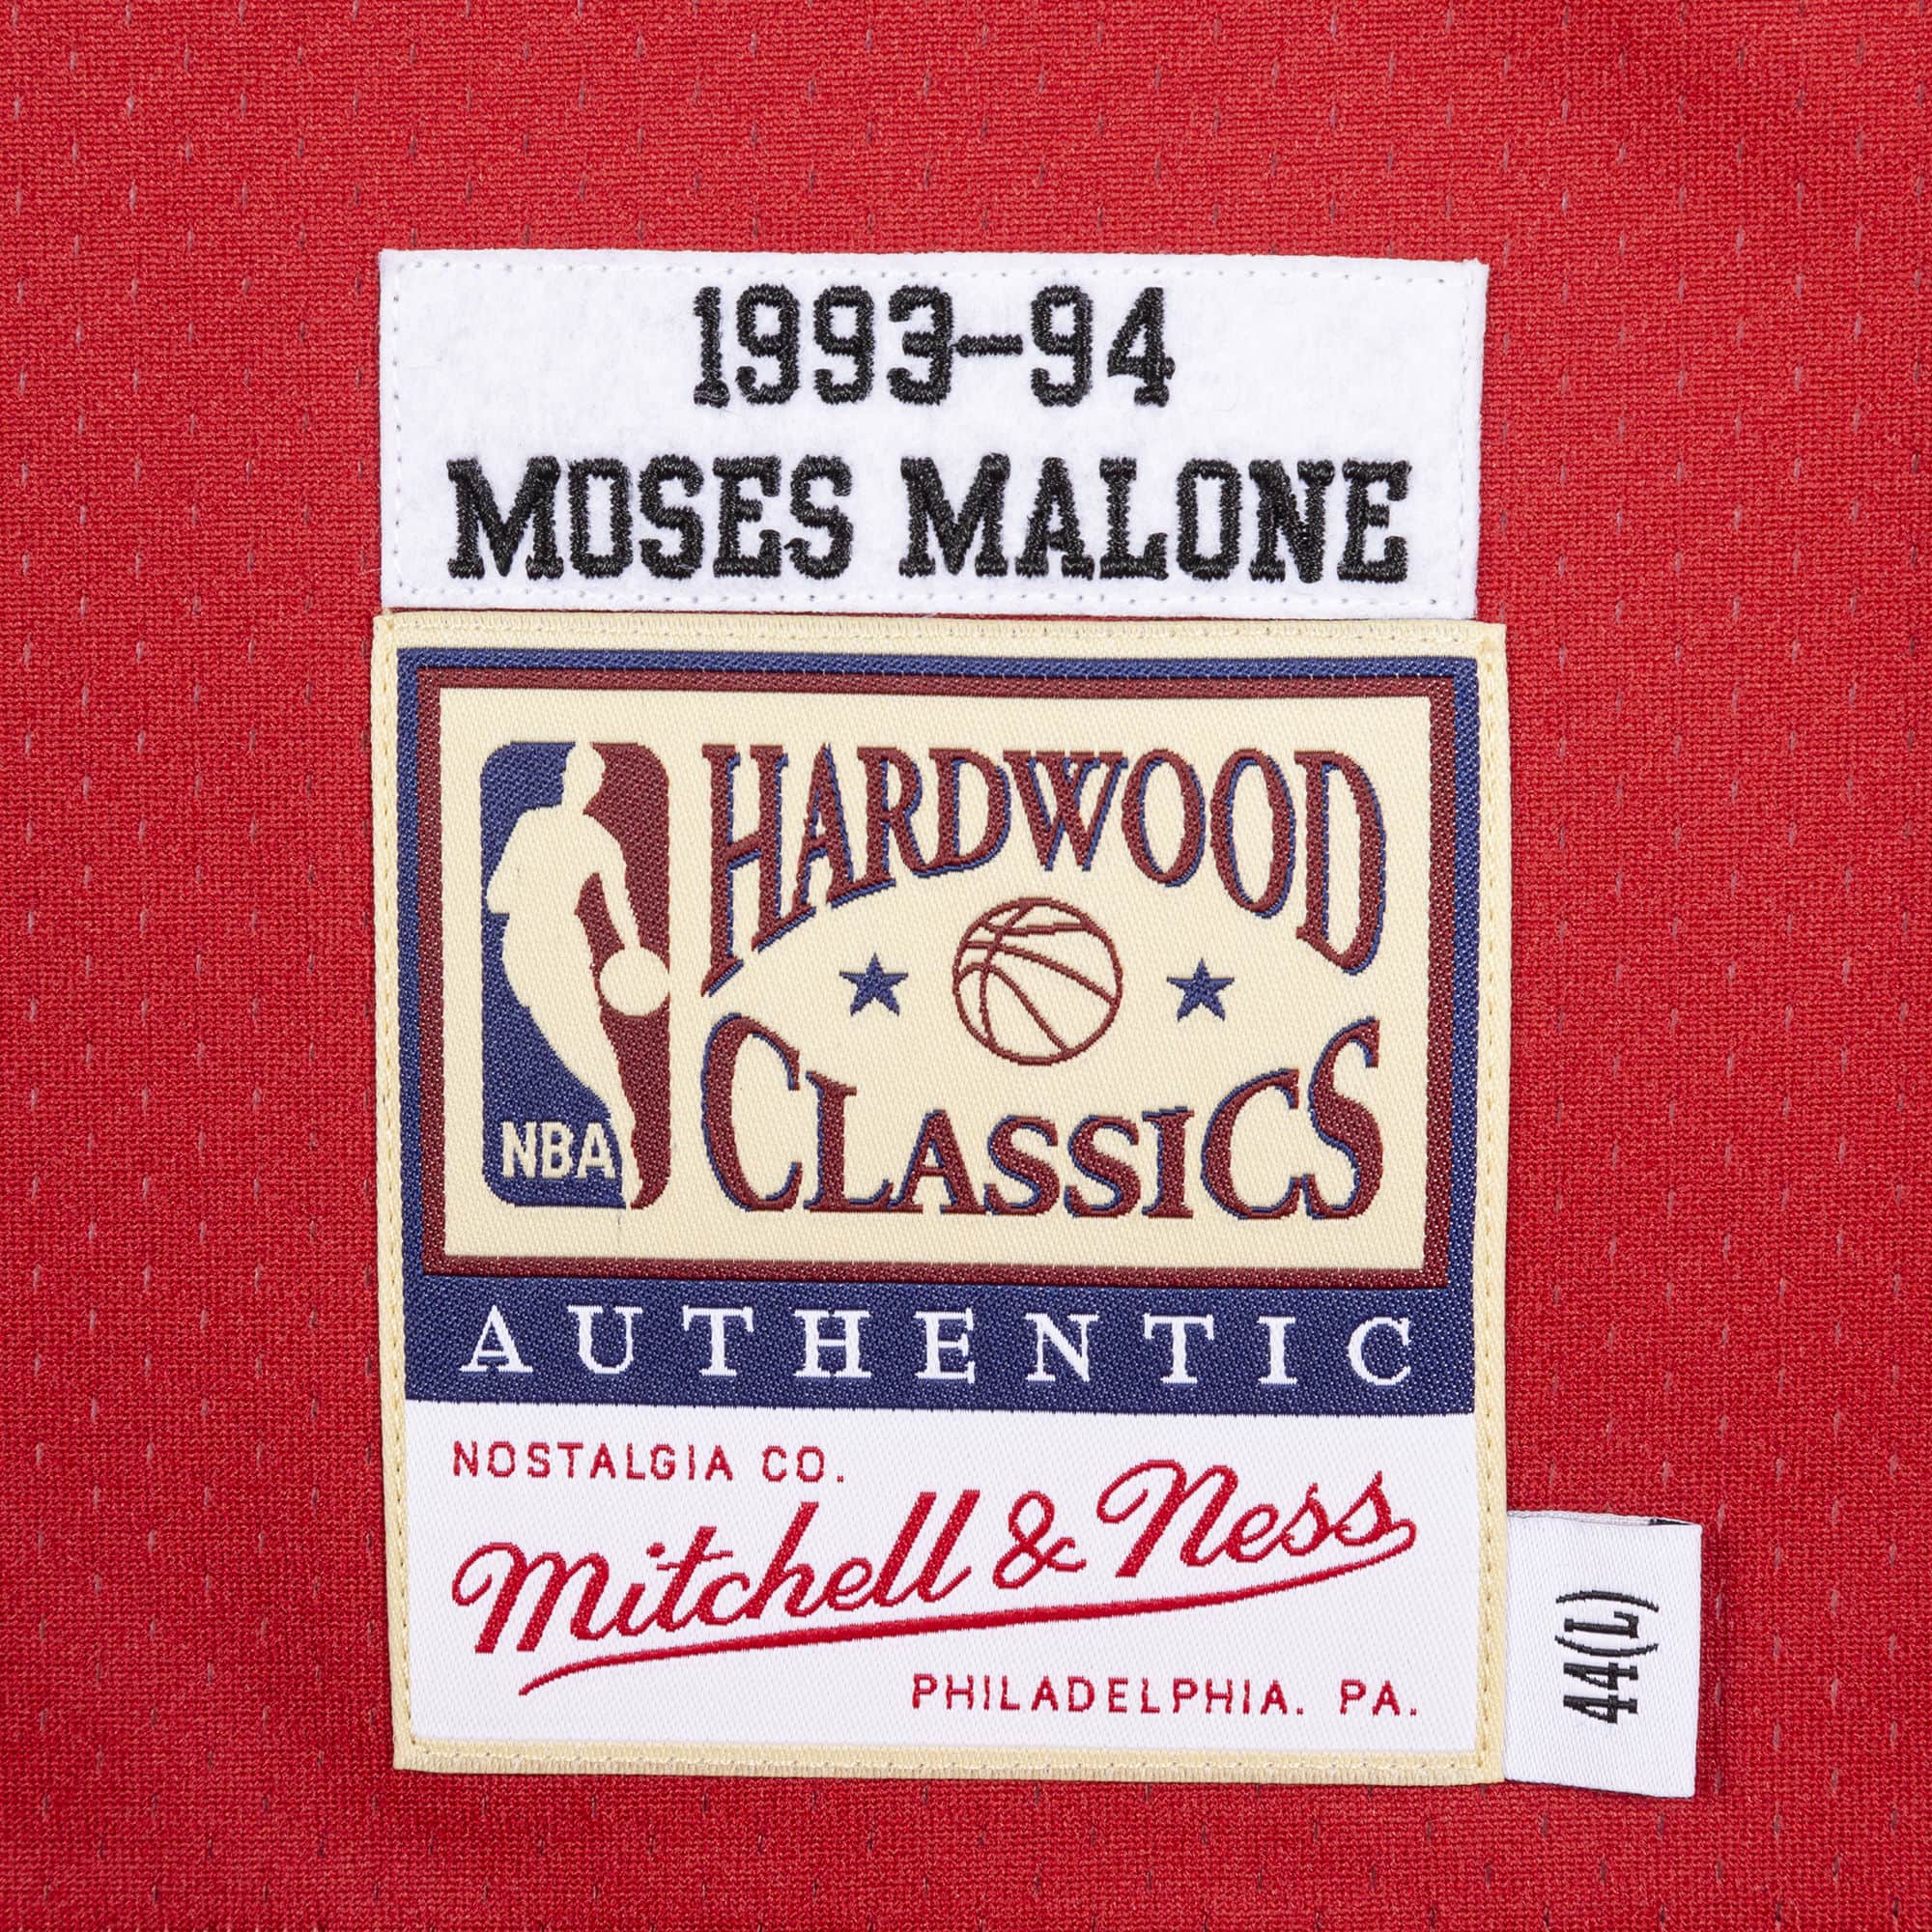 1993-94
MOSES MALONE
HARDWOOD
CLASSICS
NBA
AUTHENTIC
NOSTALGIA CO.
Mitchell & Ness
PHILADELPHIA. PA.
44(L)